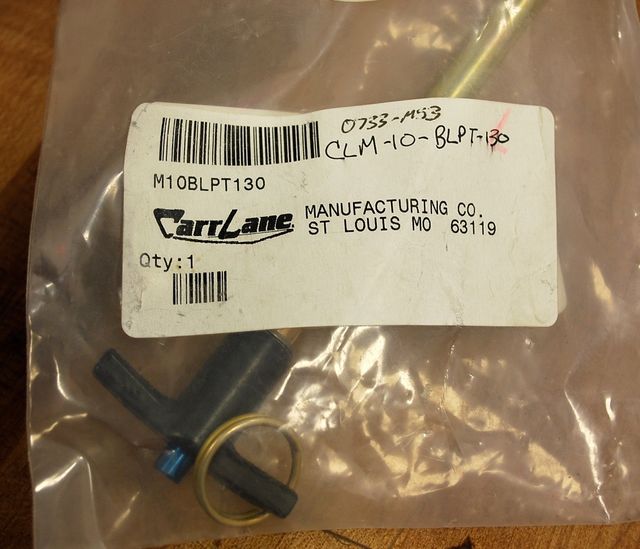 0733-M53
CLM-10-BLPT-130
M10BLPT130
CarrLane MANUFACTURING CO.
ST LOUIS MO 63119
Qty:1